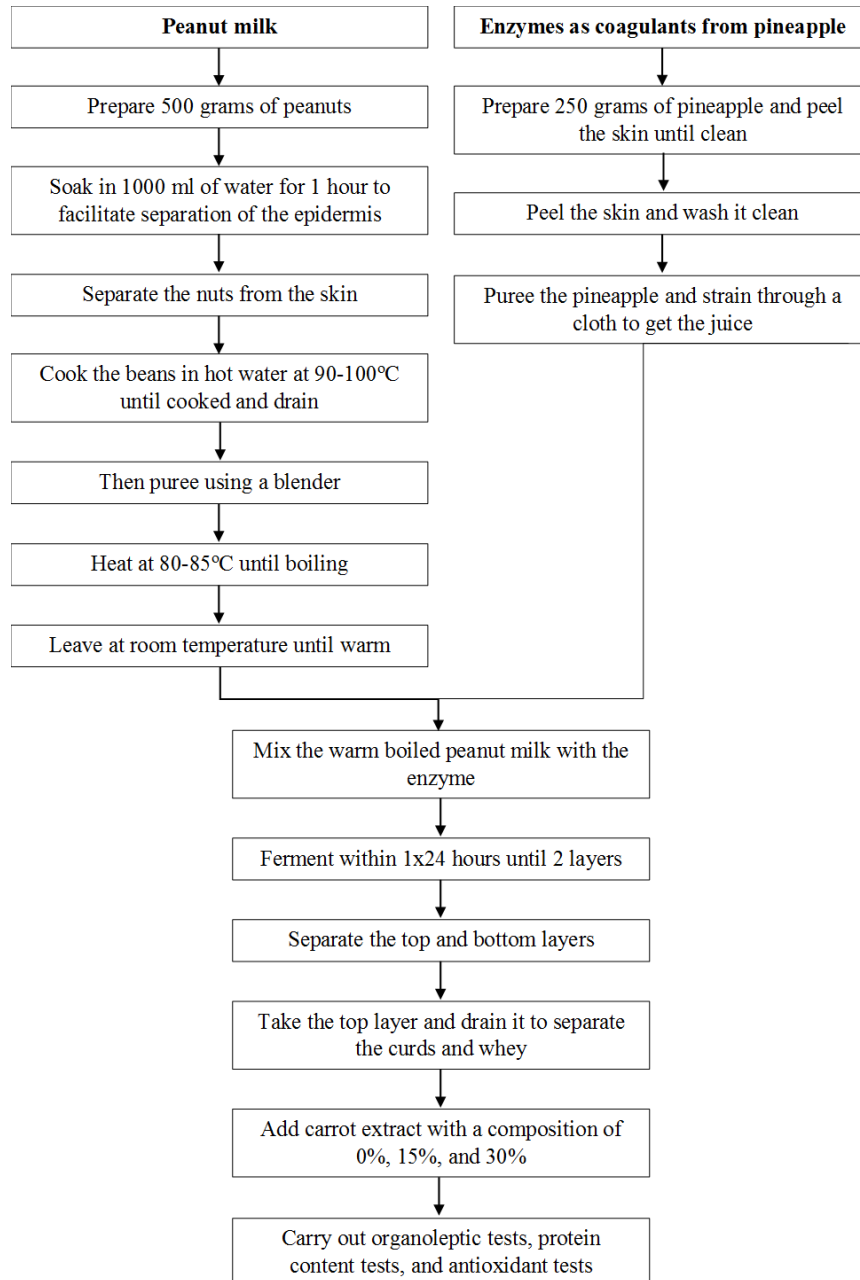 Peanut milk
Prepare 500 grams of peanuts
Soak in 1000 ml of water for 1 hour to
facilitate separation of the epidermis
Separate the nuts from the skin
Cook the beans in hot water at 90-100°C
until cooked and drain
Then puree using a blender
Heat at 80-85°C until boiling
Leave at room temperature until warm
Enzymes as coagulants from pineapple
Prepare 250 grams of pineapple and peel
the skin until clean
Peel the skin and wash it clean
Puree the pineapple and strain through a
cloth to get the juice
Mix the warm boiled peanut milk with the
enzyme
Ferment within 1x24 hours until 2 layers
Separate the top and bottom layers
Take the top layer and drain it to separate
the curds and whey
Add carrot extract with a composition of
0%, 15%, and 30%
Carry out organoleptic tests, protein
content tests, and antioxidant tests